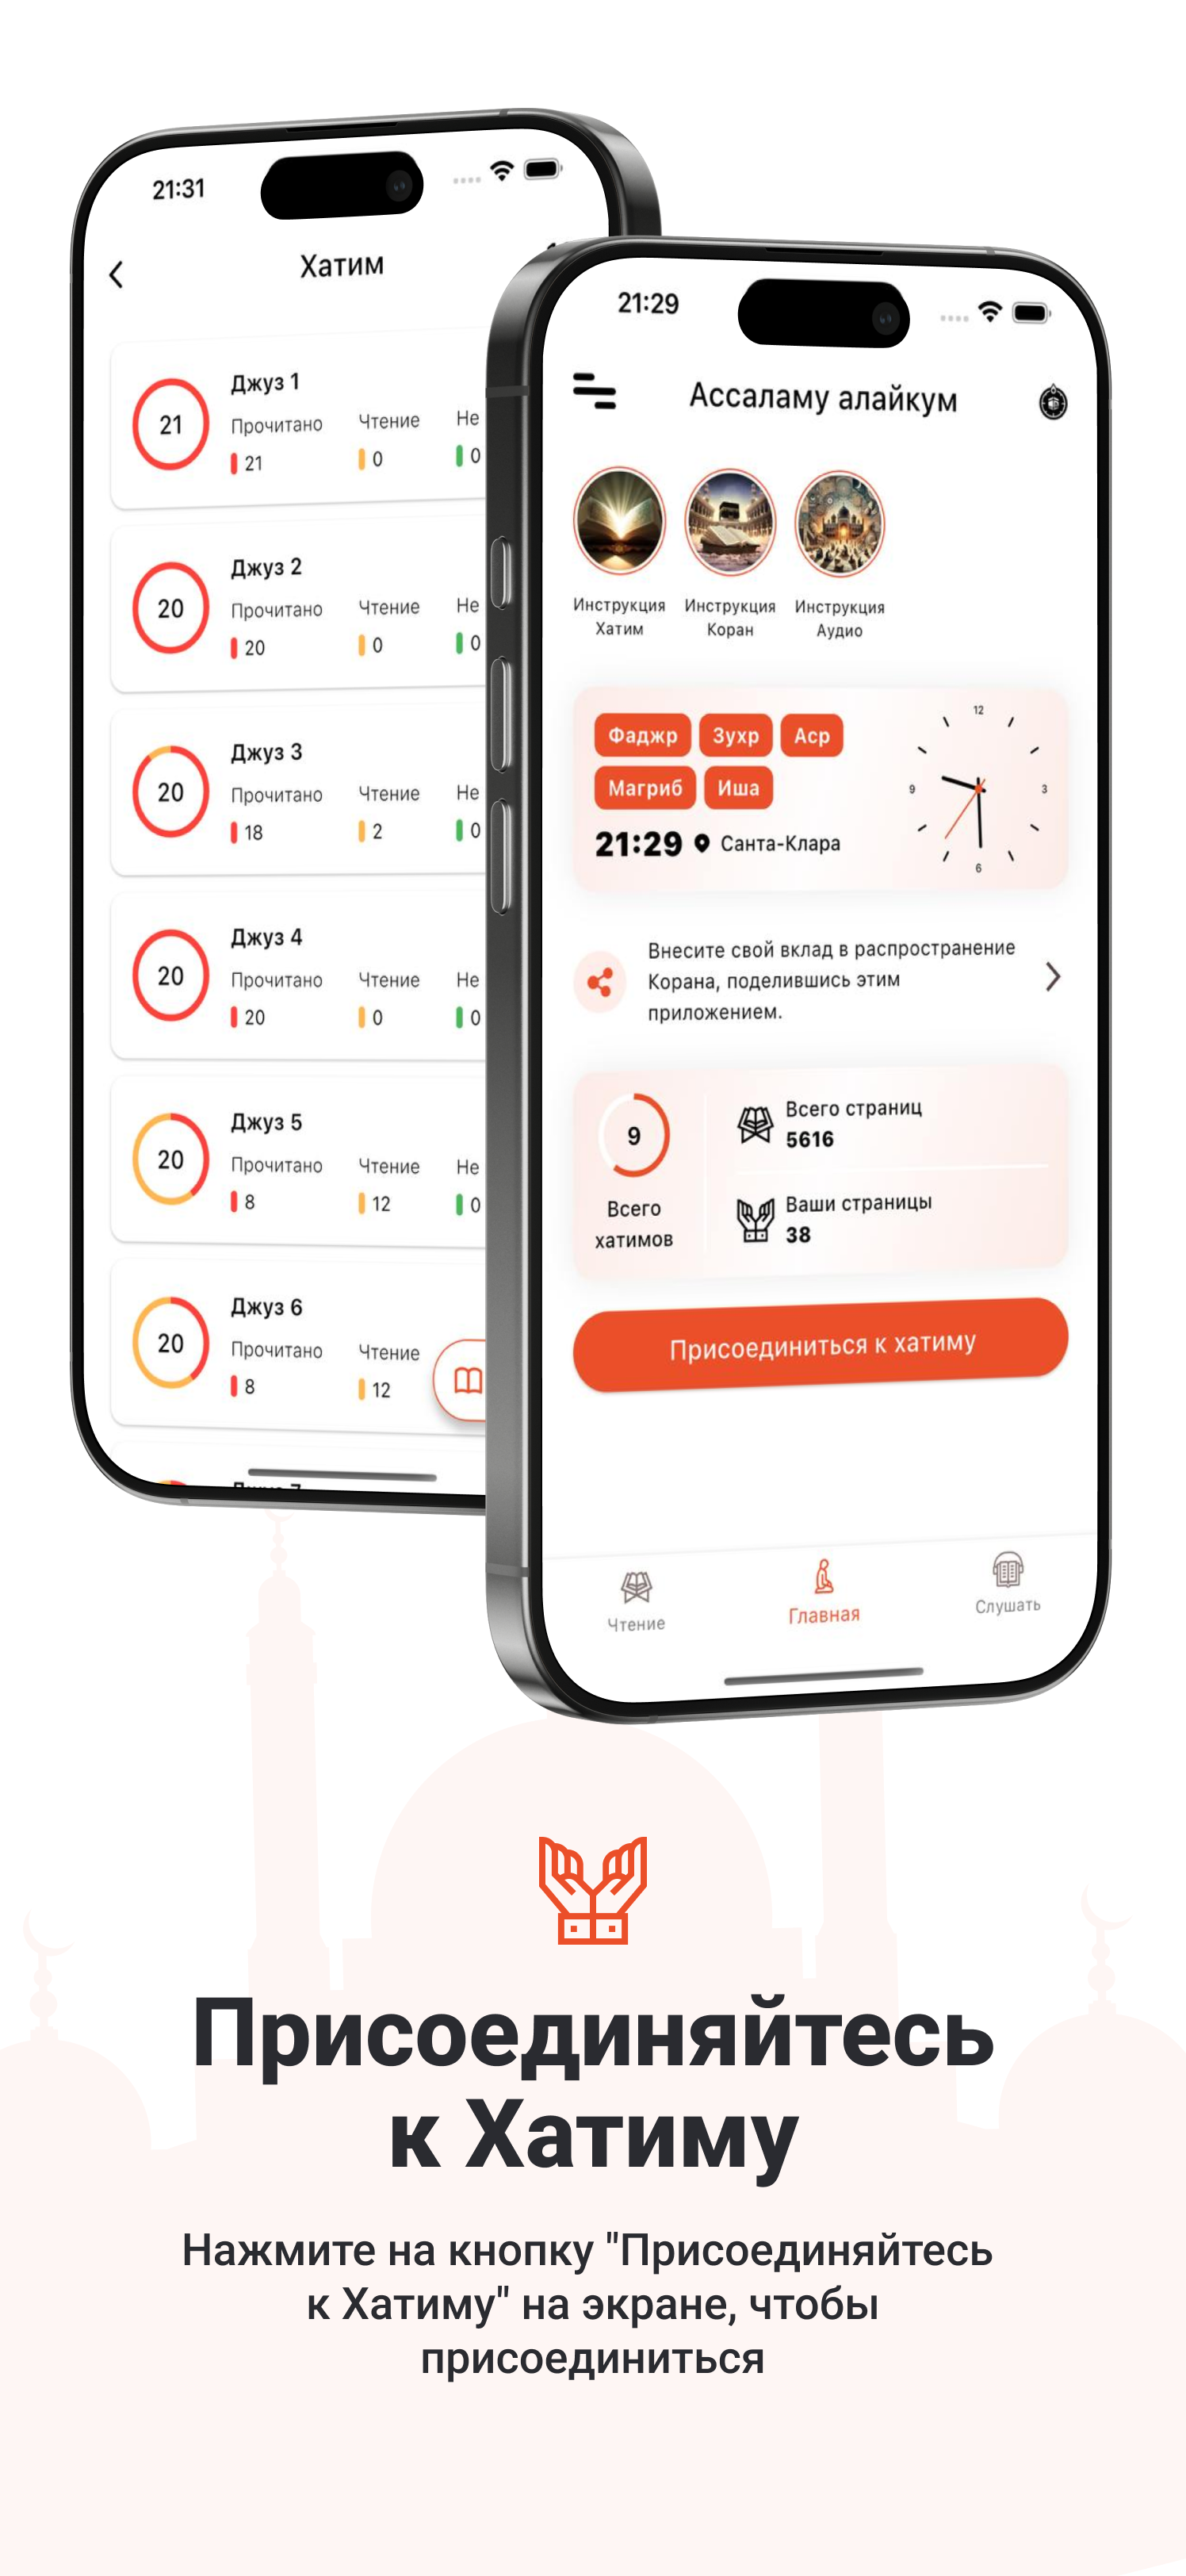 21:31
Хатим
21
Джуз 1
Прочитано Чтение Не
21 0 0
20
Джуз 2
Прочитано Чтение Не
20 0 0
20
Джуз 3
Прочитано Чтение Не
18 2 0
20
Джуз 4
Прочитано Чтение Не
20 0 0
20
Джуз 5
Прочитано Чтение Не
8 12 0
20
Джуз 6
Прочитано Чтение
8 12
21:29
Ассаламу алайкум
Инструкция Хатим
Инструкция Коран
Инструкция Аудио
Фаджр Зухр Аср
Магриб Иша
21:29 Санта-Клара
12
9 3
6
Внесите свой вклад в распространение
Корана, поделившись этим
приложением.
9
Всего
хатимов
Всего страниц
5616
Ваши страницы
38
Присоединиться к хатиму
Чтение Главная Слушать
Присоединяйтесь
к Хатиму
Нажмите на кнопку "Присоединяйтесь
к Хатиму" на экране, чтобы
присоединиться